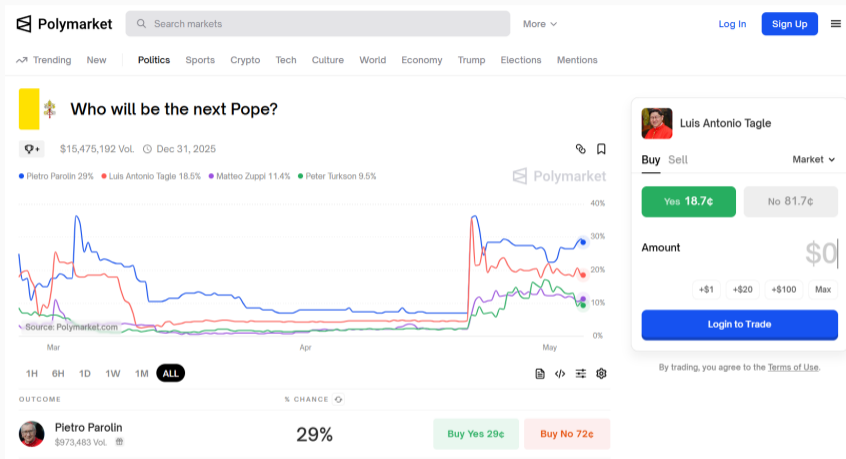 Polymarket
Search markets
More
Log In
Sign Up
Trending New Politics Sports Crypto Tech Culture World Economy Trump Elections Mentions
Who will be the next Pope?
+ $15,475,192 Vol. Dec 31, 2025
Pietro Parolin 29% Luis Antonio Tagle 18.5% Matteo Zuppi 11.4% Peter Turkson 9.5%
Polymarket
40%
30%
20%
10%
0%
Source: Polymarket.com
Mar Apr May
1H 6H 1D 1W 1M ALL
OUTCOME % CHANCE
Pietro Parolin
$973,483 Vol.
29%
Buy Yes 29¢ Buy No 72¢
Luis Antonio Tagle
Buy Sell Market
Yes 18.7¢ No 81.7¢
Amount $0
+$1 +$20 +$100 Max
Login to Trade
By trading, you agree to the Terms of Use.